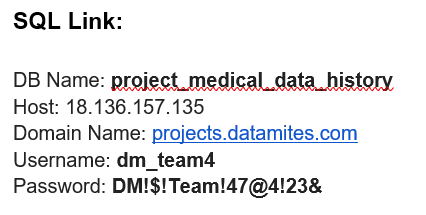 SQL Link:
DB Name: project_medical_data_history
Host: 18.136.157.135
Domain Name: projects.datamites.com
Username: dm_team4
Password: DM!$!Team!47@4!23&